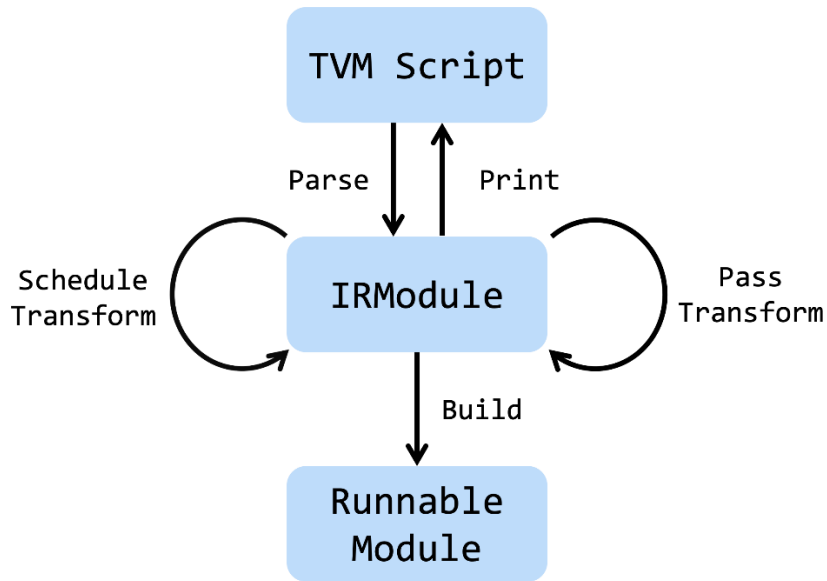 TVM Script
Parse
Print
Schedule
Transform
IRModule
Pass
Transform
Build
Runnable
Module